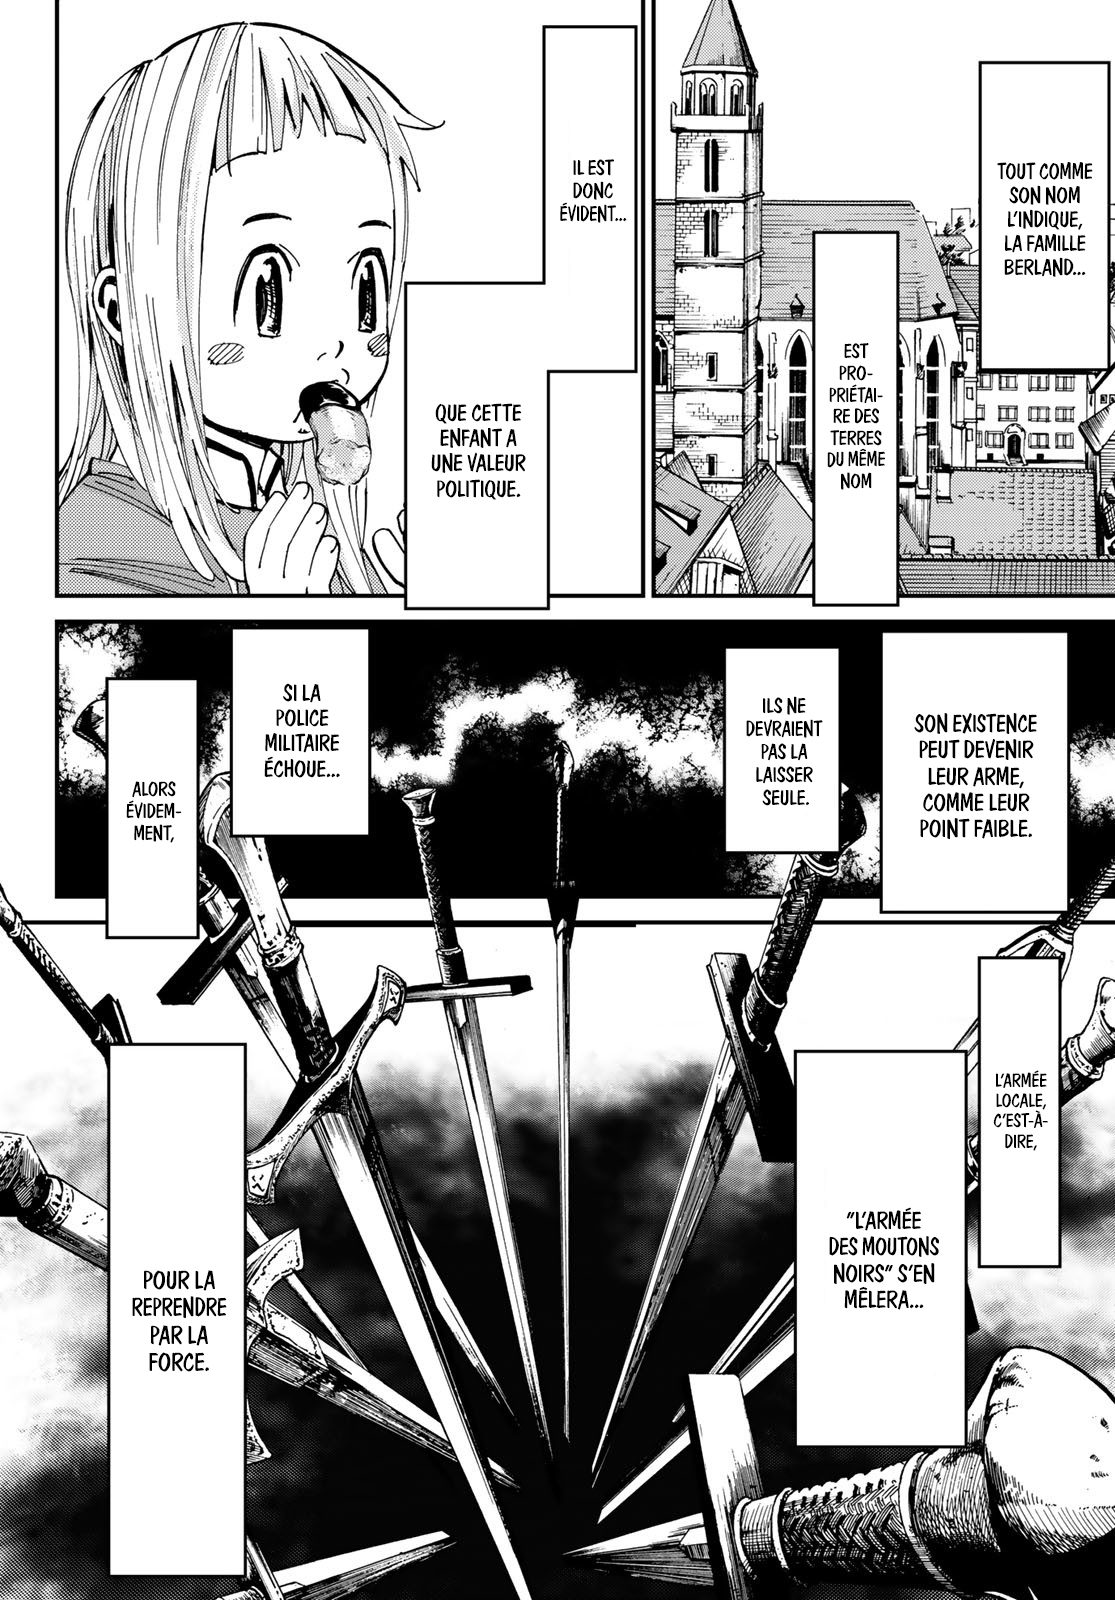 TOUT COMME
SON NOM
L'INDIQUE,
LA FAMILLE
BERLAND...
EST
PRO-
PRIÉTAI-
RE DES
TERRES
DU MÊME
NOM
IL EST
DONC
ÉVIDENT...
QUE CETTE
ENFANT A
UNE VALEUR
POLITIQUE.
SON EXISTENCE
PEUT DEVENIR
LEUR ARME,
COMME LEUR
POINT FAIBLE.
ILS NE
DEVRAIENT
PAS LA
LAISSER
SEULE.
SI LA
POLICE
MILITAIRE
ÉCHOUE...
ALORS
ÉVIDEM-
MENT,
L'ARMÉE
LOCALE,
C'EST-À-
DIRE,
"L'ARMÉE
DES MOUTONS
NOIRS" S'EN
MÊLERA...
POUR LA
REPRENDRE
PAR LA
FORCE.